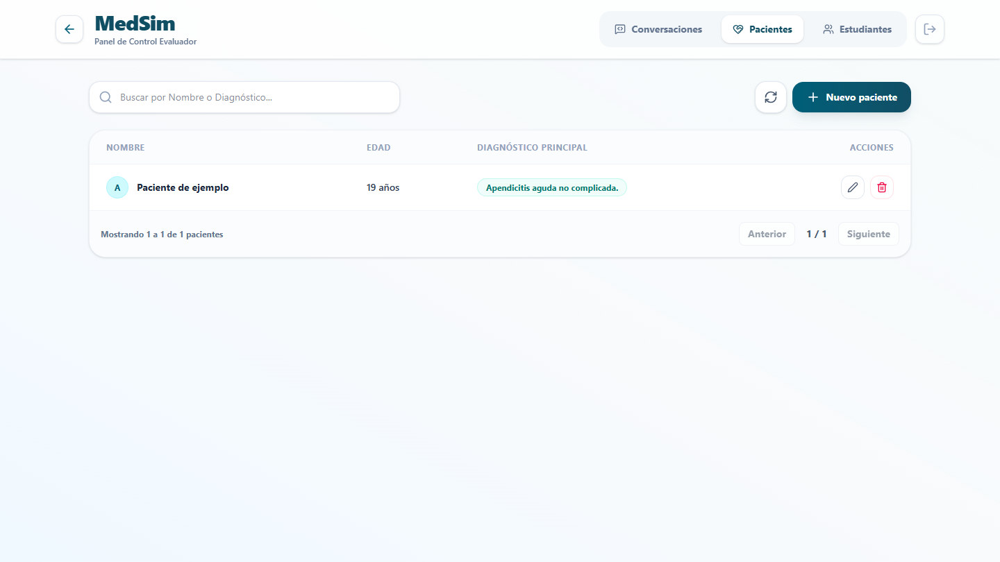 MedSim
Panel de Control Evaluador
Conversaciones
Pacientes
Estudiantes
Buscar por Nombre o Diagnóstico...
Nuevo paciente
NOMBRE EDAD DIAGNÓSTICO PRINCIPAL ACCIONES
A Paciente de ejemplo 19 años Apendicitis aguda no complicada.
Mostrando 1 a 1 de 1 pacientes
Anterior 1 / 1 Siguiente